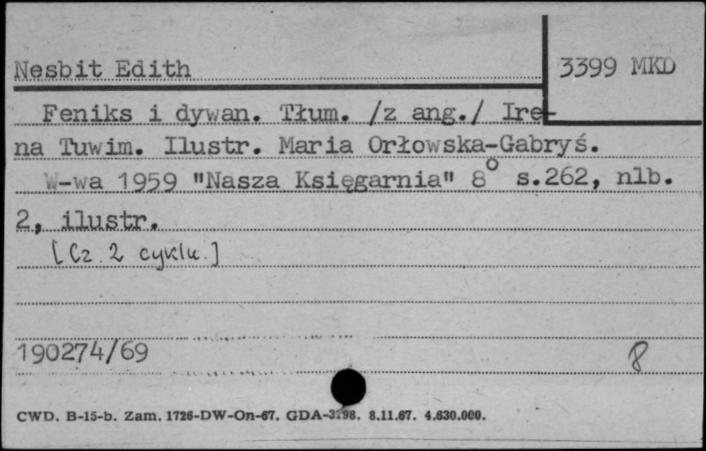 Nesbit Edith
3399 MKD
Feniks i dywan. Tłum. /z ang./ Ire-
na Tuwim. Ilustr. Maria Orłowska-Gabryś.
W-wa 1959 "Nasza Księgarnia" 8° s.262, nlb.
2, ilustr.
[Cz. 2 cyklu.]
190274/69
8
CWD. B-15-b. Zam. 1726-DW-On-67. GDA-3198. 8.11.67. 4.630.000.